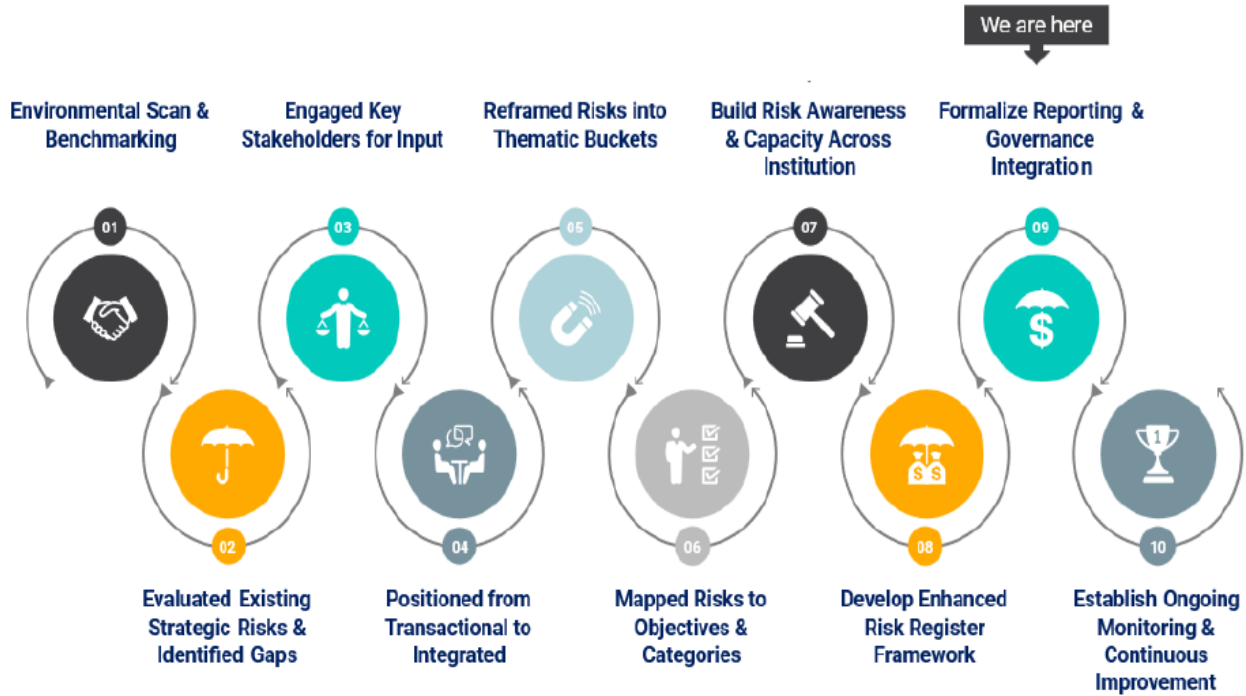 We are here
Environmental Scan &
Benchmarking
Engaged Key
Stakeholders for Input
Reframed Risks into
Thematic Buckets
Build Risk Awareness
& Capacity Across
Institution
Formalize Reporting &
Governance
Integration
01
03
05
07
09
1
$
$ $
02
04
06
08
10
Evaluated Existing
Strategic Risks &
Identified Gaps
Positioned from
Transactional to
Integrated
Mapped Risks to
Objectives &
Categories
Develop Enhanced
Risk Register
Framework
Establish Ongoing
Monitoring &
Continuous
Improvement